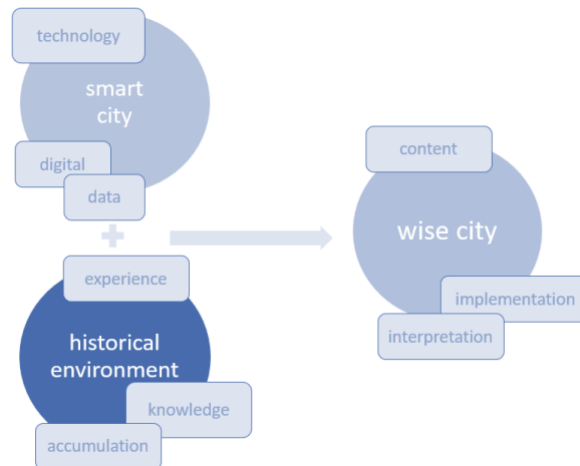 technology
smart
city
digital
data
experience
historical
environment
knowledge
accumulation
content
wise city
implementation
interpretation